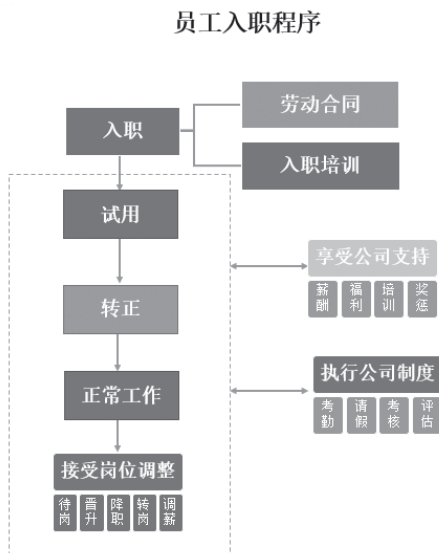 员工入职程序
入职
劳动合同
入职培训
试用
转正
正常工作
接受岗位调整
待岗
晋升
降职
转岗
调薪
享受公司支持
薪酬
福利
培训
奖惩
执行公司制度
考勤
请假
考核
评估